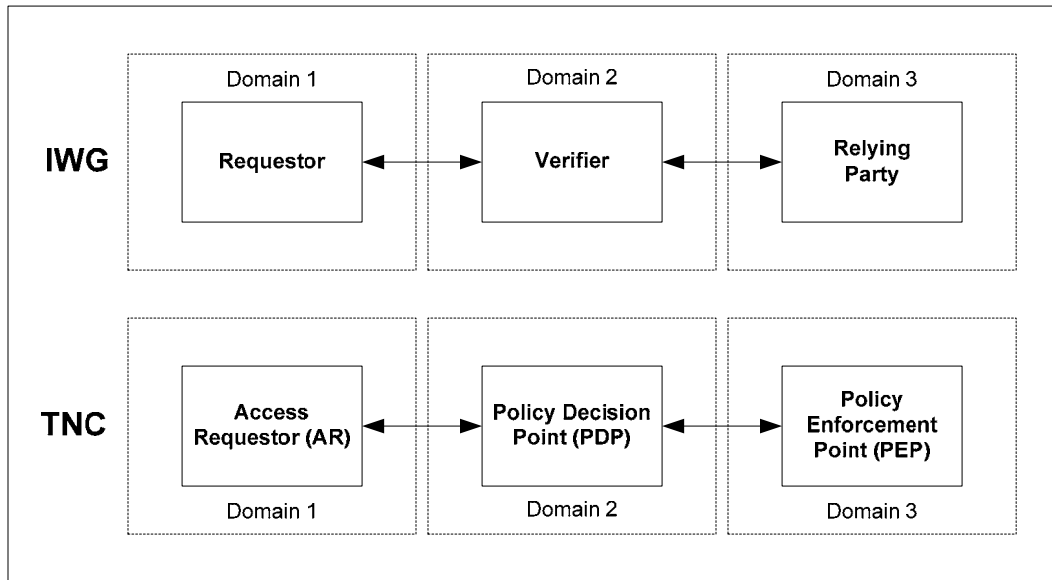 Domain 1
Domain 2
Domain 3
IWG
Requestor
Verifier
Relying
Party
TNC
Access
Requestor (AR)
Policy Decision
Point (PDP)
Policy
Enforcement
Point (PEP)
Domain 1
Domain 2
Domain 3